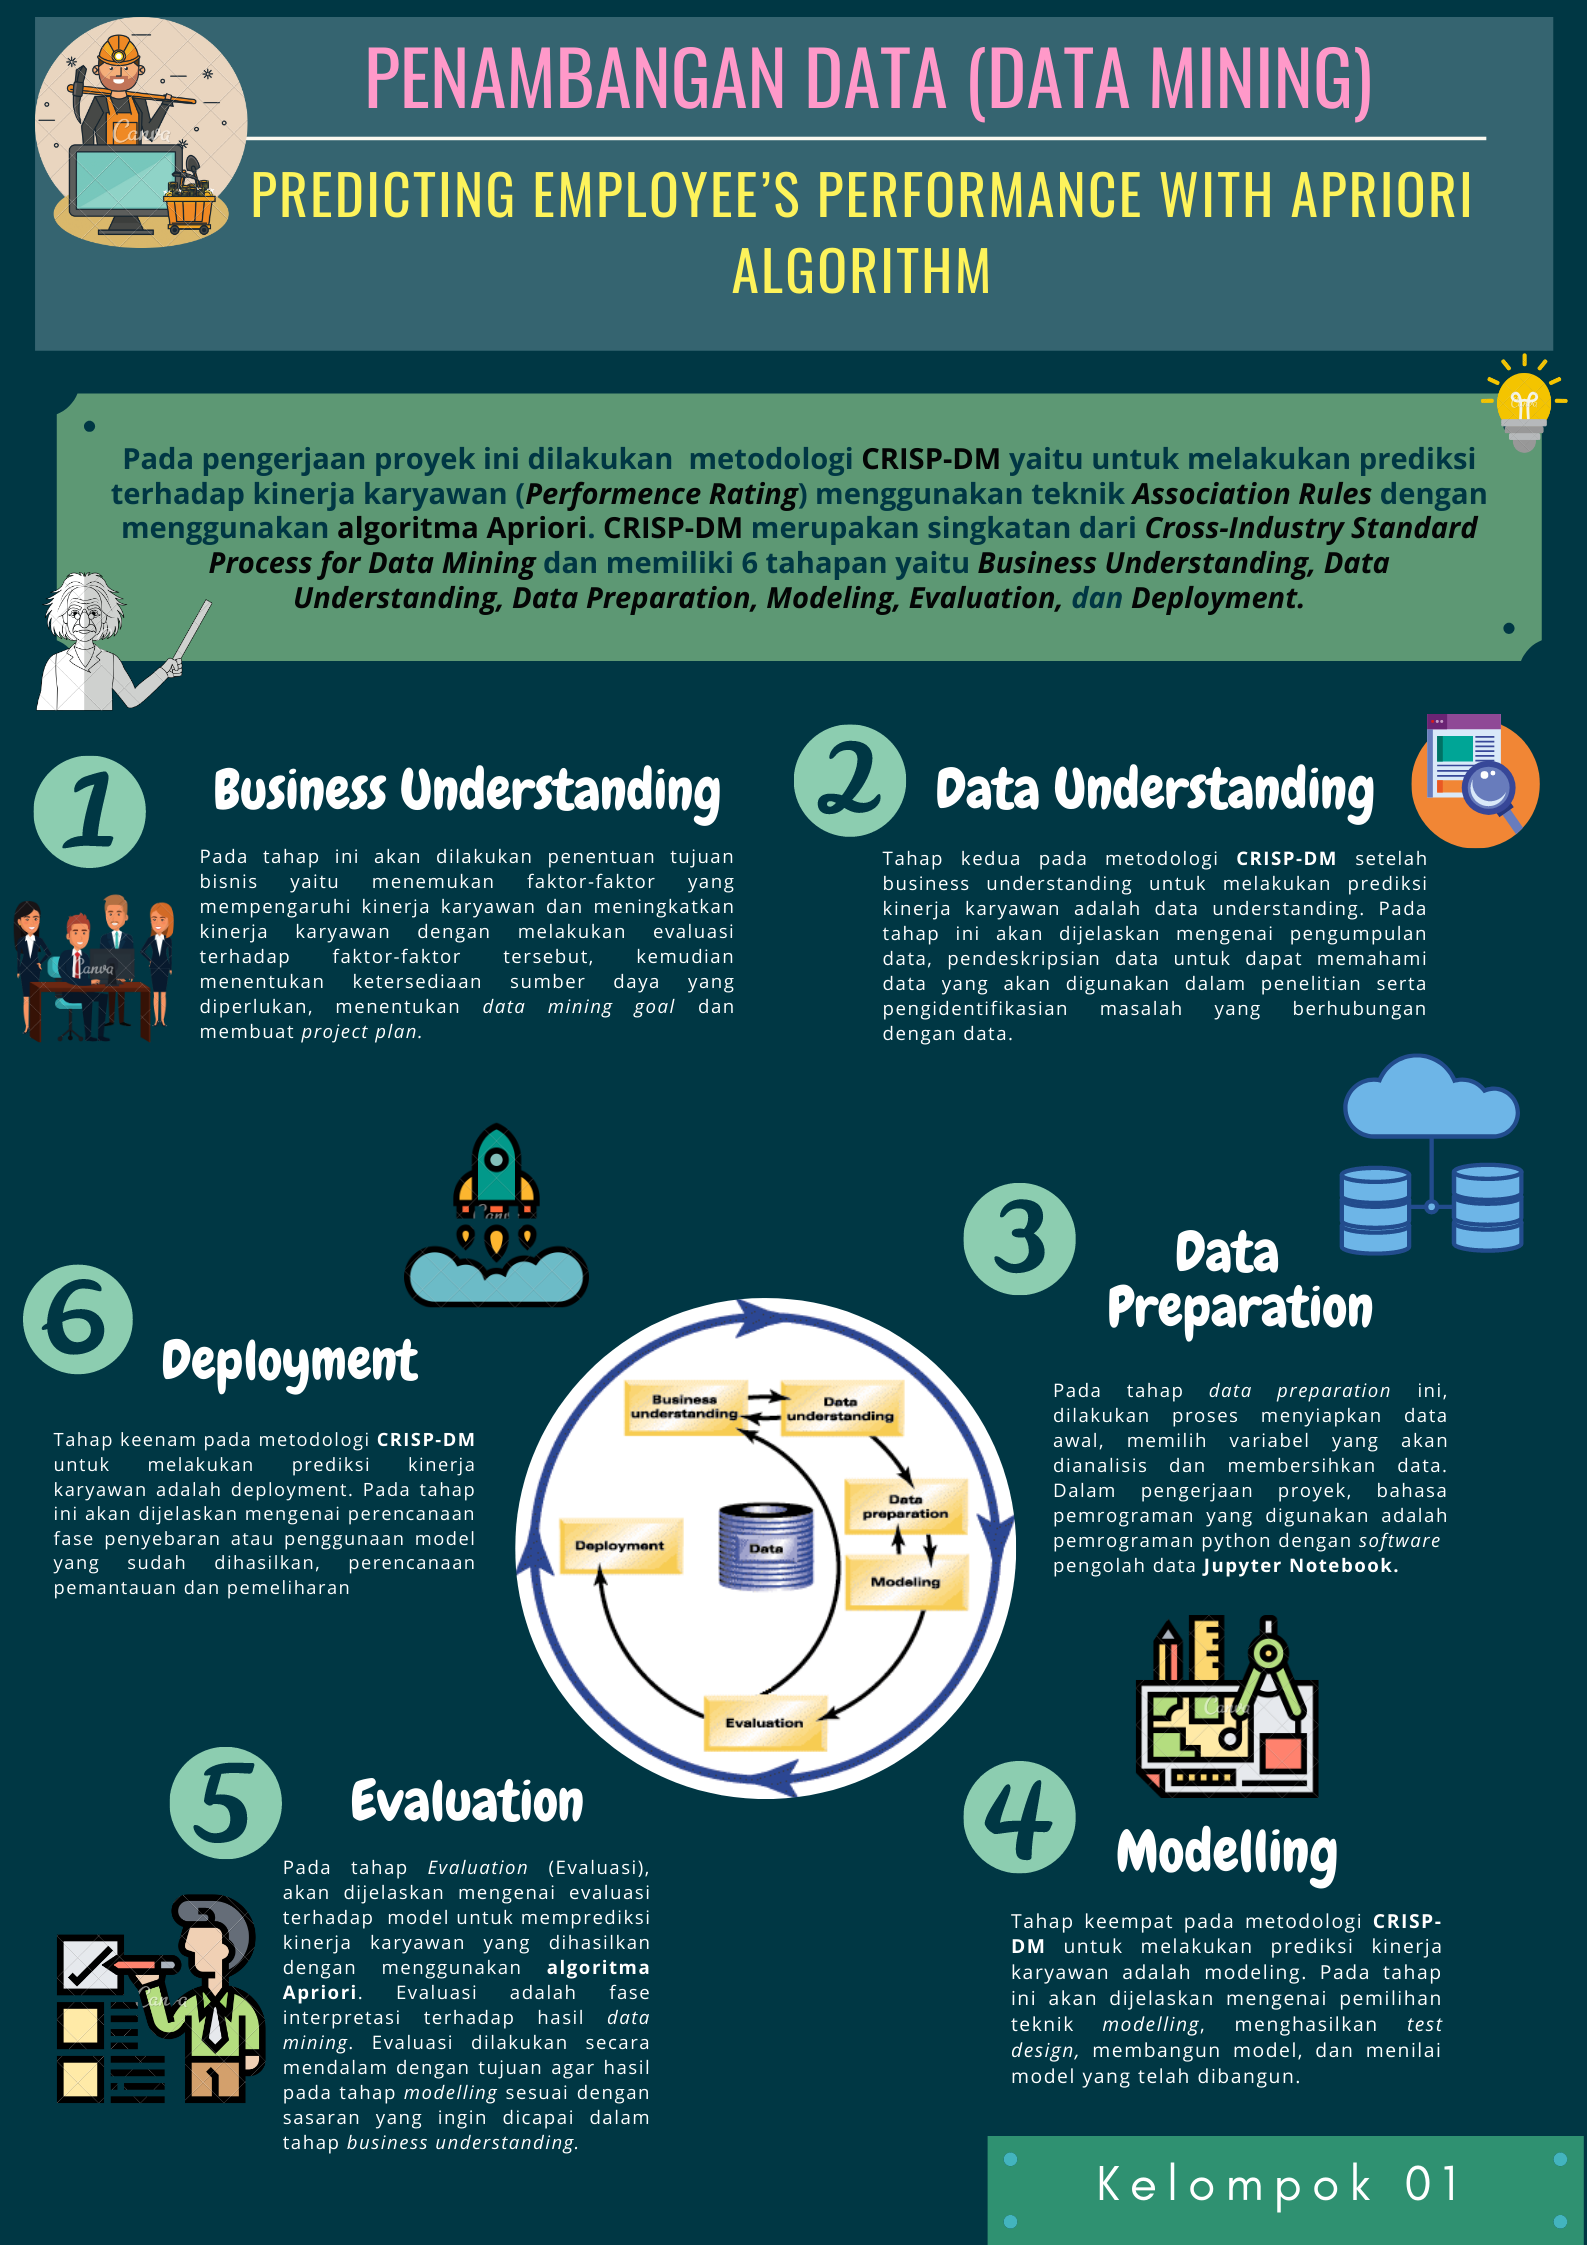 PENAMBANGAN DATA (DATA MINING)
PREDICTING EMPLOYEE'S PERFORMANCE WITH APRIORI
ALGORITHM
Canva
Pada pengerjaan proyek ini dilakukan metodologi CRISP-DM yaitu untuk melakukan prediksi
terhadap kinerja karyawan (Performence Rating) menggunakan teknik Association Rules dengan
menggunakan algoritma Apriori. CRISP-DM merupakan singkatan dari Cross-Industry Standard
Process for Data Mining dan memiliki 6 tahapan yaitu Business Understanding, Data
Understanding, Data Preparation, Modeling, Evaluation, dan Deployment.
1
Business Understanding
Pada tahap ini akan dilakukan penentuan tujuan
bisnis yaitu menemukan faktor-faktor yang
mempengaruhi kinerja karyawan dan meningkatkan
kinerja karyawan dengan melakukan evaluasi
terhadap faktor-faktor tersebut, kemudian
menentukan ketersediaan sumber daya yang
diperlukan, menentukan data mining goal dan
membuat project plan.
Canva
2
Data Understanding
Tahap kedua pada metodologi CRISP-DM setelah
business understanding untuk melakukan prediksi
kinerja karyawan adalah data understanding. Pada
tahap ini akan dijelaskan mengenai pengumpulan
data, pendeskripsian data untuk dapat memahami
data yang akan digunakan dalam penelitian serta
pengidentifikasian masalah yang berhubungan
dengan data.
3
Data
Preparation
Pada tahap data preparation ini,
dilakukan proses menyiapkan data
awal, memilih variabel yang akan
dianalisis dan membersihkan data.
Dalam pengerjaan proyek, bahasa
pemrograman yang digunakan adalah
pemrograman python dengan software
pengolah data Jupyter Notebook.
6
Deployment
Tahap keenam pada metodologi CRISP-DM
untuk melakukan prediksi kinerja
karyawan adalah deployment. Pada tahap
ini akan dijelaskan mengenai perencanaan
fase penyebaran atau penggunaan model
yang sudah dihasilkan, perencanaan
pemantauan dan pemeliharan
Business
understanding
Data
understanding
Data
preparation
Modeling
Deployment
Data
Evaluation
Canva
4
Modelling
Tahap keempat pada metodologi CRISP-
DM untuk melakukan prediksi kinerja
karyawan adalah modeling. Pada tahap
ini akan dijelaskan mengenai pemilihan
teknik modelling, menghasilkan test
design, membangun model, dan menilai
model yang telah dibangun.
5
Evaluation
Pada tahap Evaluation (Evaluasi),
akan dijelaskan mengenai evaluasi
terhadap model untuk memprediksi
kinerja karyawan yang dihasilkan
dengan menggunakan algoritma
Apriori. Evaluasi adalah fase
interpretasi terhadap hasil data
mining. Evaluasi dilakukan secara
mendalam dengan tujuan agar hasil
pada tahap modelling sesuai dengan
sasaran yang ingin dicapai dalam
tahap business understanding.
Canva
Kelompok 01